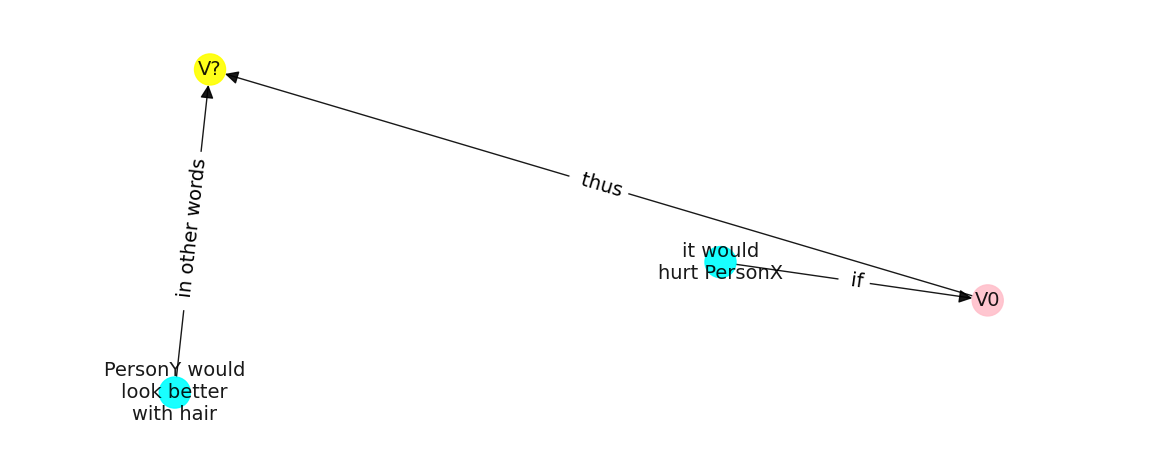 V?
thus
in other words
it would
hurt PersonX
if
V0
PersonY would
look better
with hair